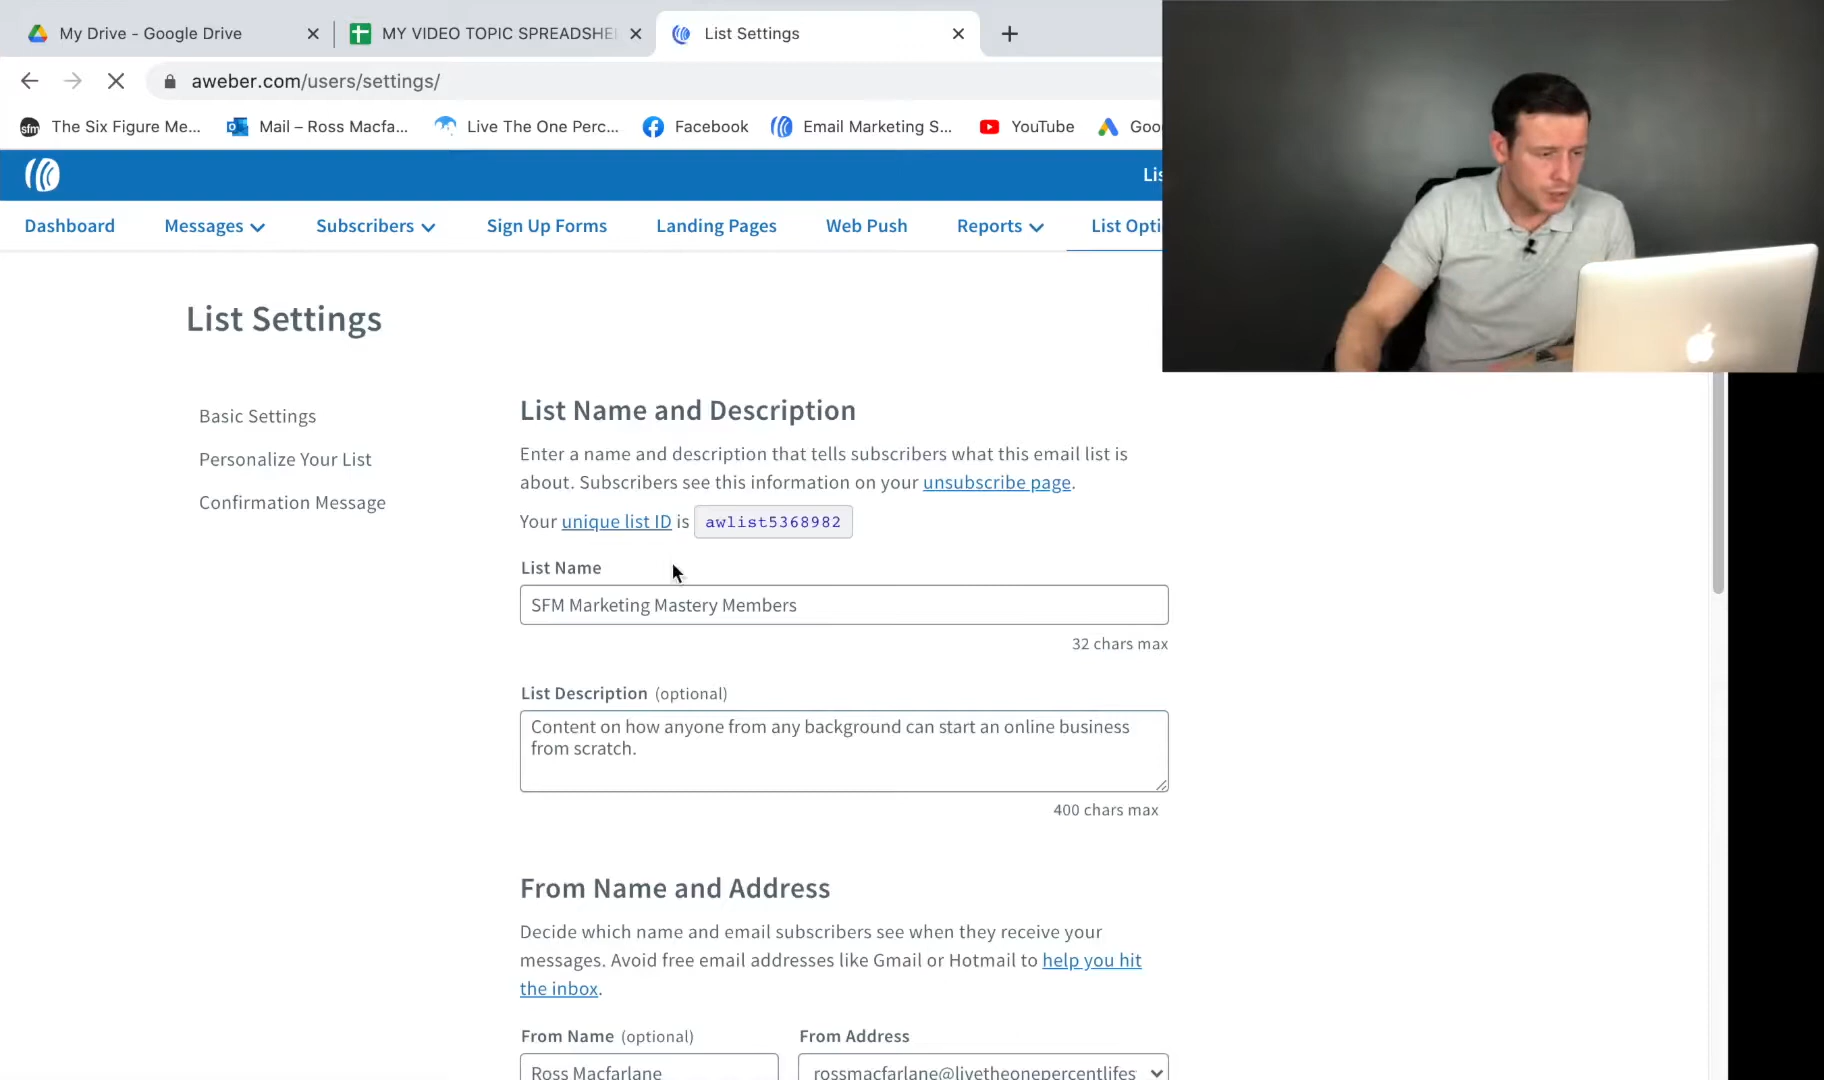 My Drive - Google Drive
MY VIDEO TOPIC SPREADSHE
List Settings
aweber.com/users/settings/
sfm
The Six Figure Me...
Mail – Ross Macfa...
Live The One Perc...
Facebook
Email Marketing S...
YouTube
Goo
Lis
Dashboard
Messages
Subscribers
Sign Up Forms
Landing Pages
Web Push
Reports
List Opti
List Settings
Basic Settings
Personalize Your List
Confirmation Message
List Name and Description
Enter a name and description that tells subscribers what this email list is
about. Subscribers see this information on your unsubscribe page.
Your unique list ID is awlist5368982
List Name
SFM Marketing Mastery Members
32 chars max
List Description (optional)
Content on how anyone from any background can start an online business
from scratch.
400 chars max
From Name and Address
Decide which name and email subscribers see when they receive your
messages. Avoid free email addresses like Gmail or Hotmail to help you hit
the inbox.
From Name (optional)
From Address
Ross Macfarlane
rossmacfarlane@livetheonepercentlifes